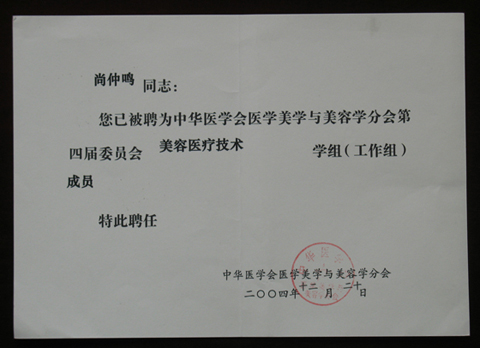 尚仲鸣 同志：
您已被聘为中华医学会医学美学与美容学分会第
四届委员会 美容医疗技术 学组（工作组）
成员
特此聘任
中华医学会医学美学与美容学分会
二〇〇四年十二月二十日